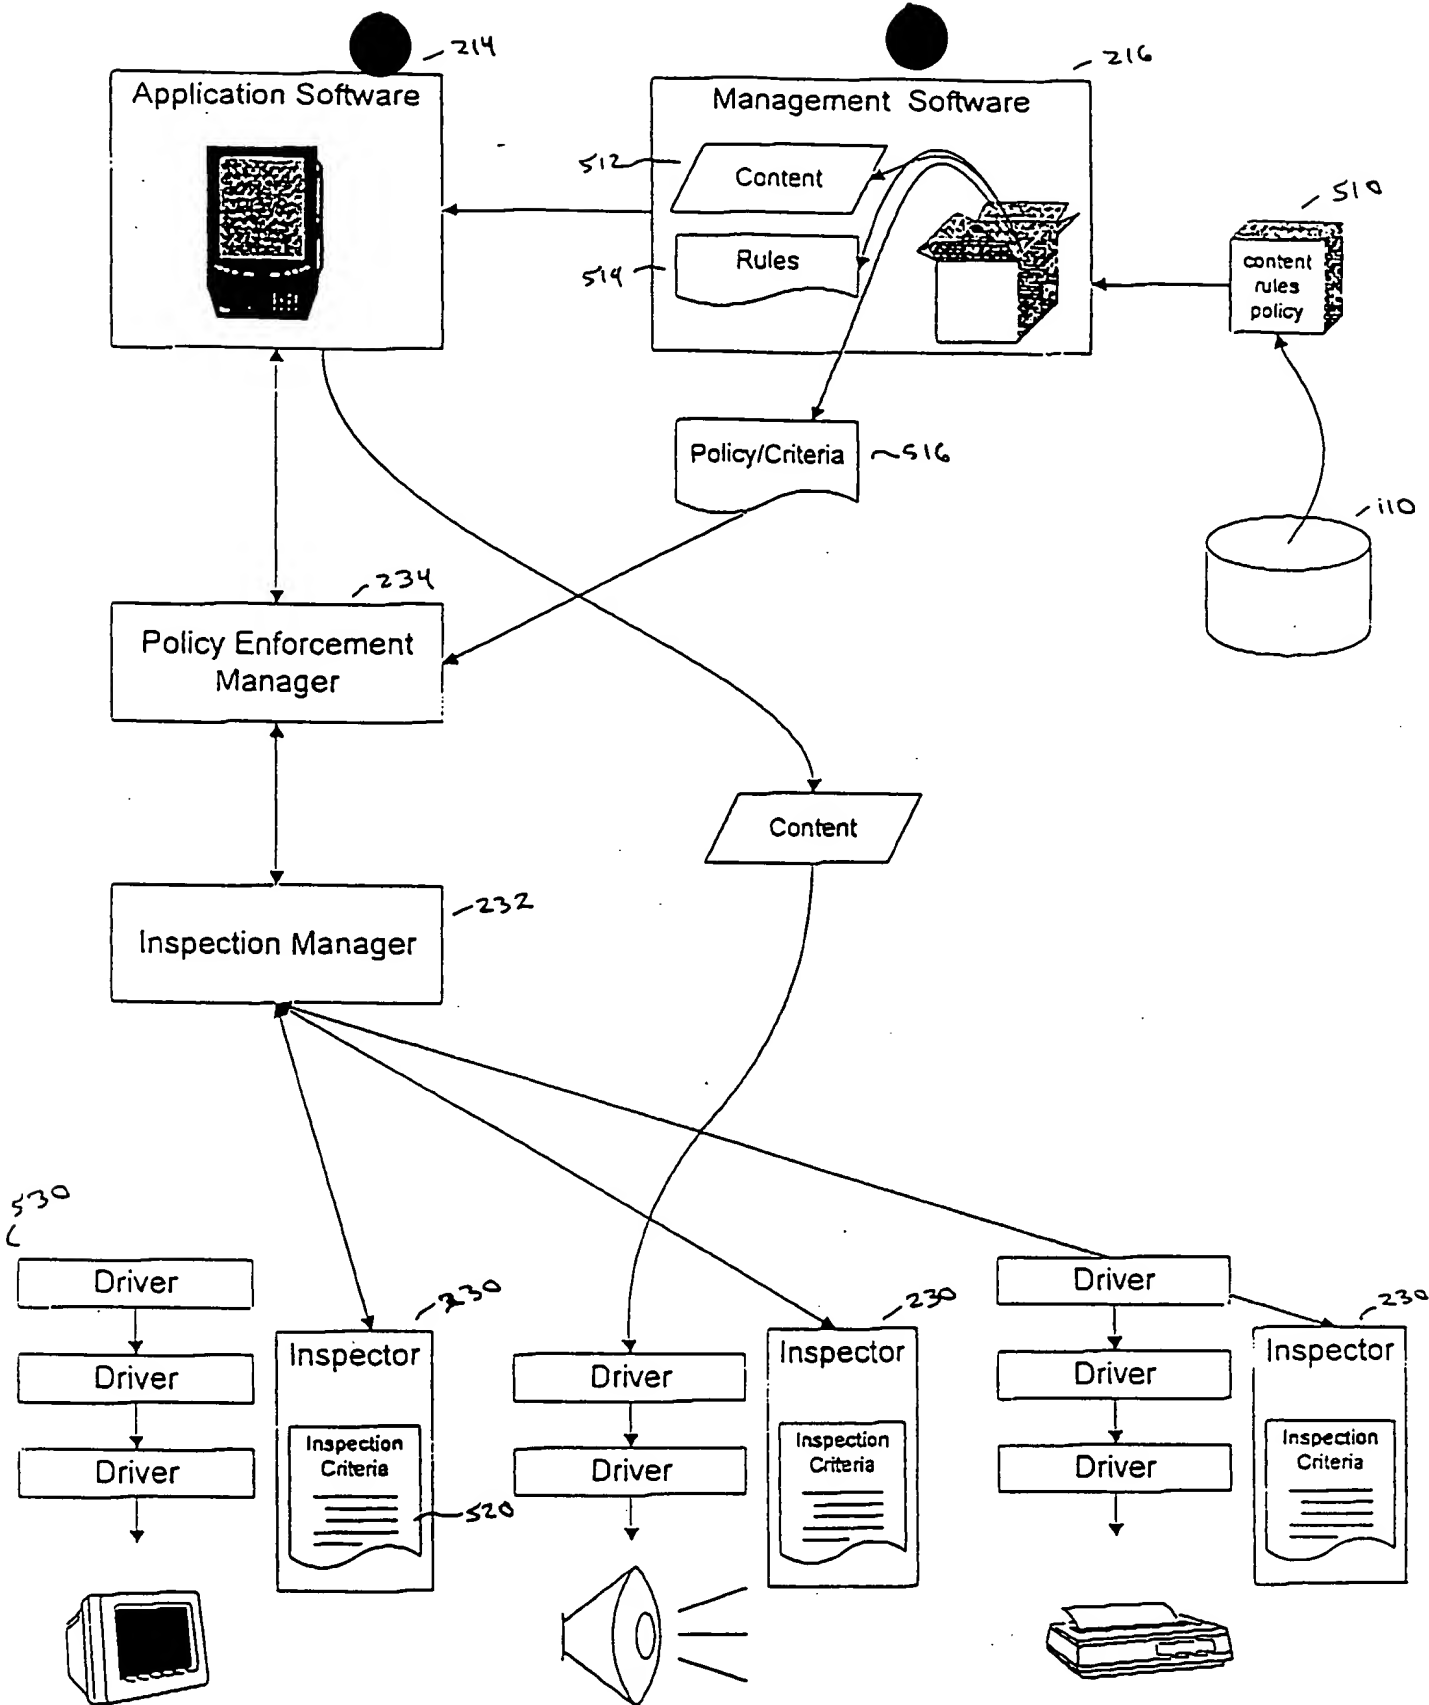 214
216
Application Software
Management Software
512
Content
510
514
Rules
content
rules
policy
Policy/Criteria
516
110
234
Policy Enforcement
Manager
Content
232
Inspection Manager
530
Driver
Driver
Driver
230
Inspector
Inspection
Criteria
520
Driver
Driver
230
Inspector
Inspection
Criteria
Driver
Driver
Driver
230
Inspector
Inspection
Criteria